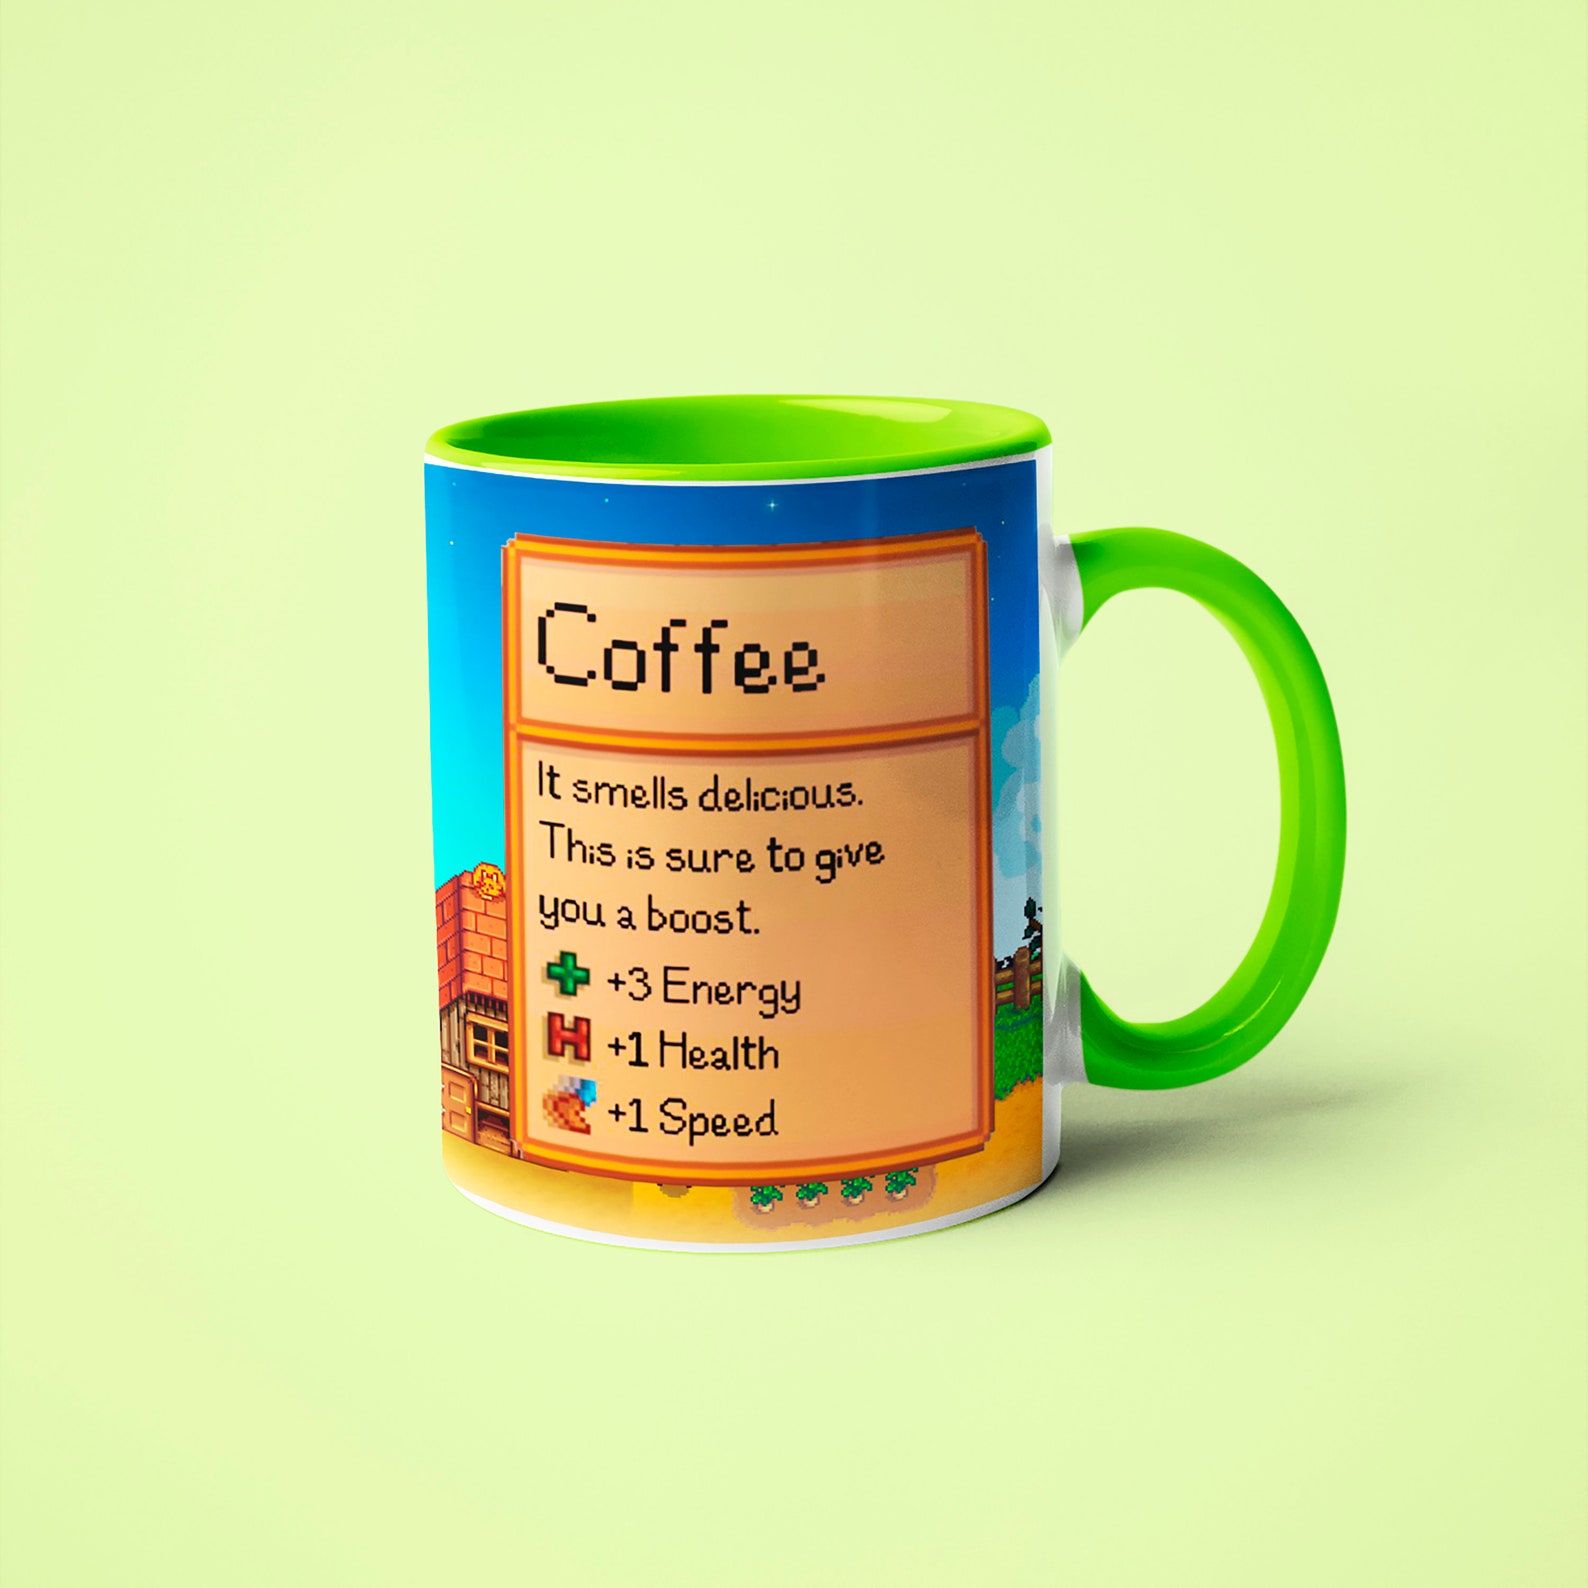 Coffee
It smells delicious.
This is sure to give
you a boost.
+3 Energy
H +1 Health
+1 Speed